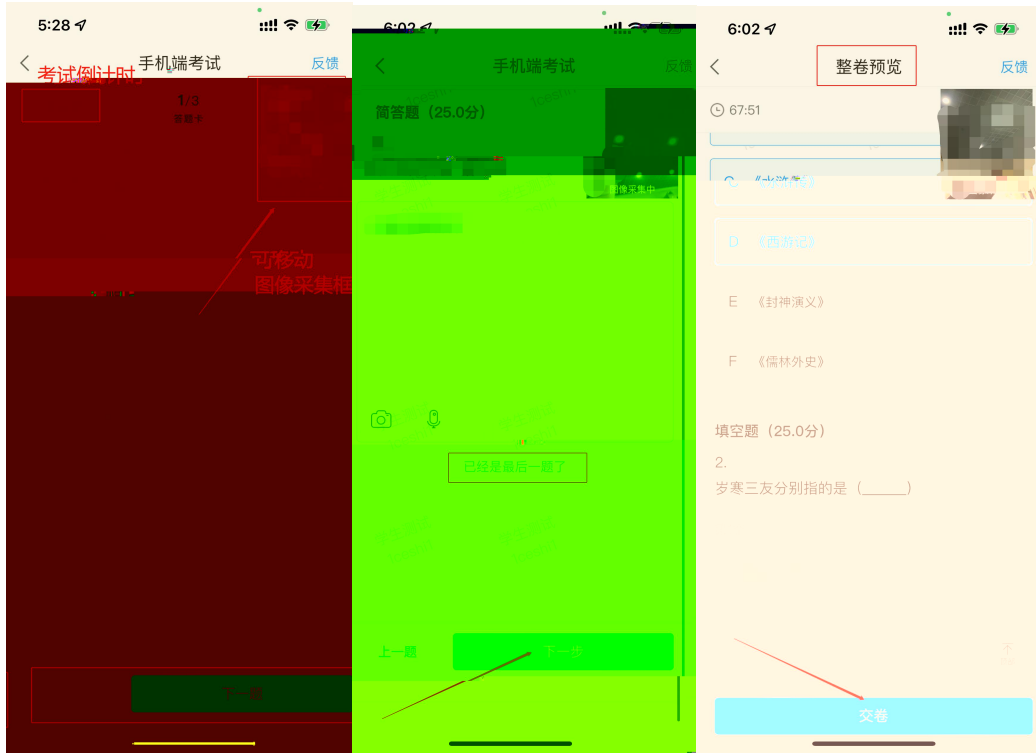 5:28
手机端考试
反馈
考试倒计时
1/3
答题卡
可移动
图像采集框
下一题
6:02
手机端考试
反馈
简答题（25.0分）
图像采集中
已经是最后一题了
上一题
下一步
6:02
整卷预览
反馈
67:51
C 《水浒传》
D 《西游记》
E 《封神演义》
F 《儒林外史》
填空题（25.0分）
2.
岁寒三友分别指的是（______）
交卷